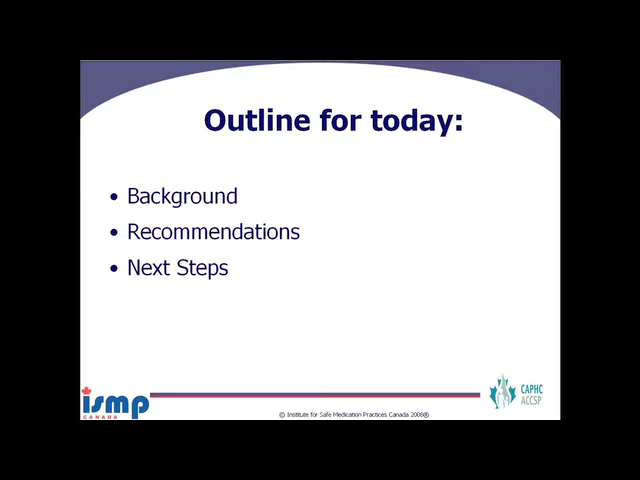 Outline for today:
• Background
• Recommendations
• Next Steps
ismp
CANADA
© Institute for Safe Medication Practices Canada 2008®
CAPHC
ACCSP